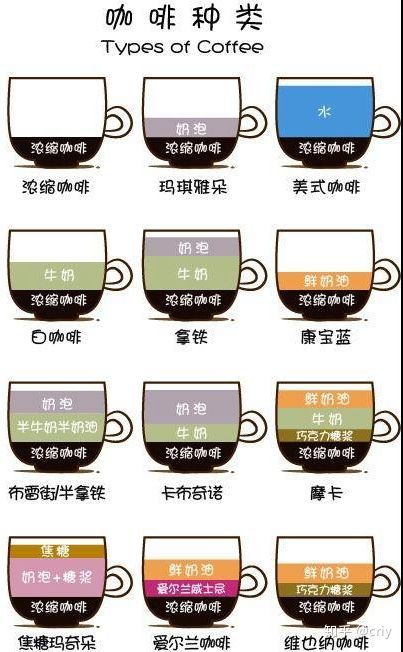 咖啡种类
Types of Coffee
浓缩咖啡
浓缩咖啡
奶泡
浓缩咖啡
玛琪雅朵
水
浓缩咖啡
美式咖啡
牛奶
浓缩咖啡
白咖啡
奶泡
牛奶
浓缩咖啡
拿铁
鲜奶油
浓缩咖啡
康宝蓝
奶泡
半牛奶半奶油
浓缩咖啡
布雷街/半拿铁
奶泡
牛奶
浓缩咖啡
卡布奇诺
鲜奶油
牛奶
巧克力糖浆
浓缩咖啡
摩卡
焦糖
奶泡+糖浆
浓缩咖啡
焦糖玛奇朵
鲜奶油
爱尔兰威士忌
浓缩咖啡
爱尔兰咖啡
鲜奶油
巧克力糖浆
浓缩咖啡
维也纳咖啡
知乎 @criy